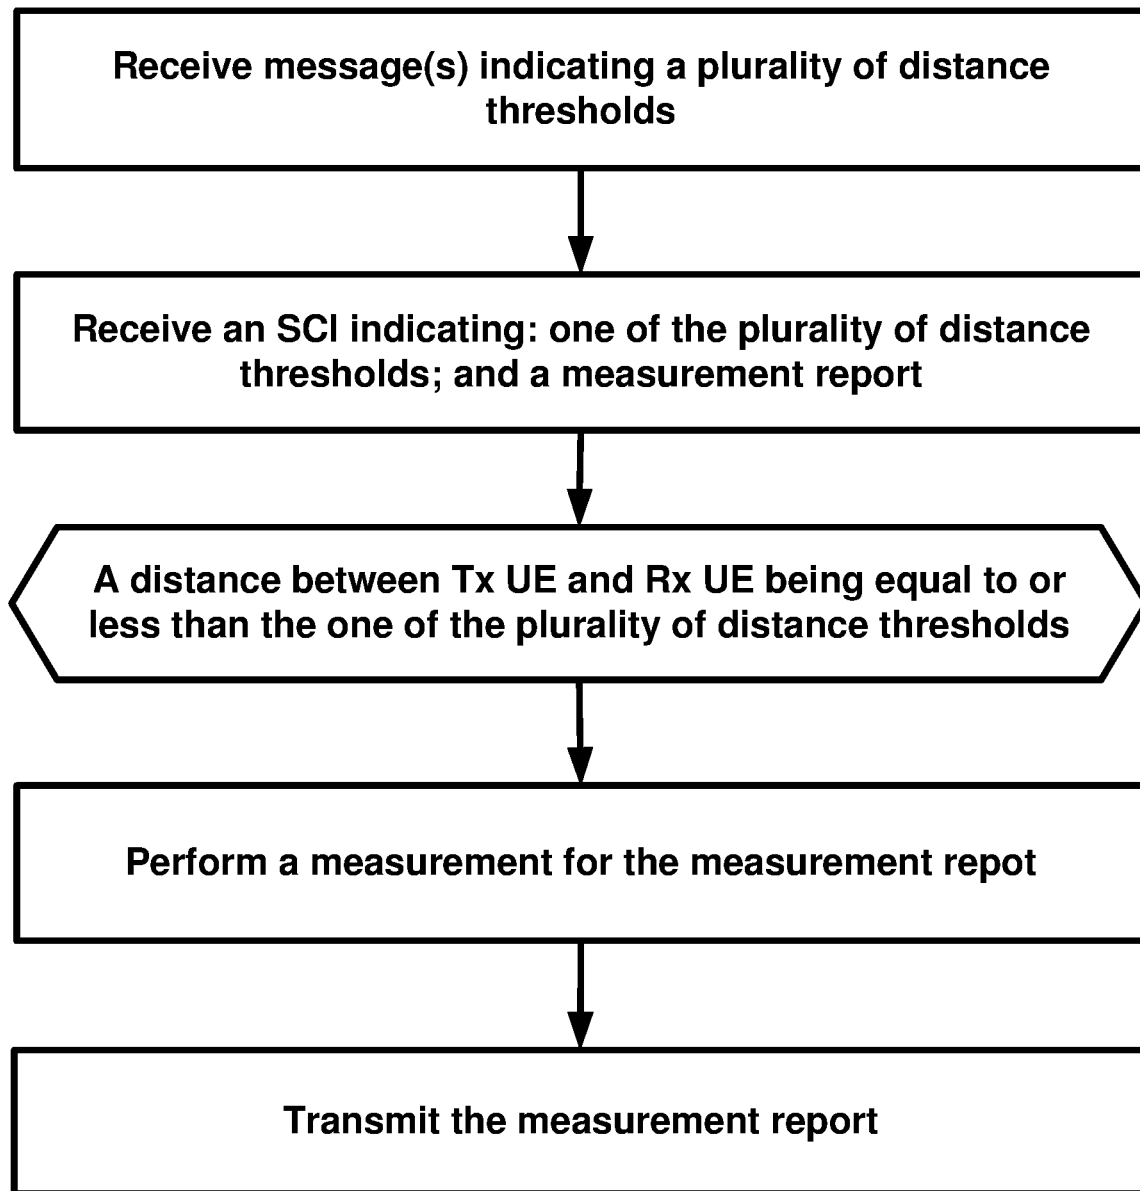 Receive message(s) indicating a plurality of distance
thresholds
Receive an SCI indicating: one of the plurality of distance
thresholds; and a measurement report
A distance between Tx UE and Rx UE being equal to or
less than the one of the plurality of distance thresholds
Perform a measurement for the measurement repot
Transmit the measurement report